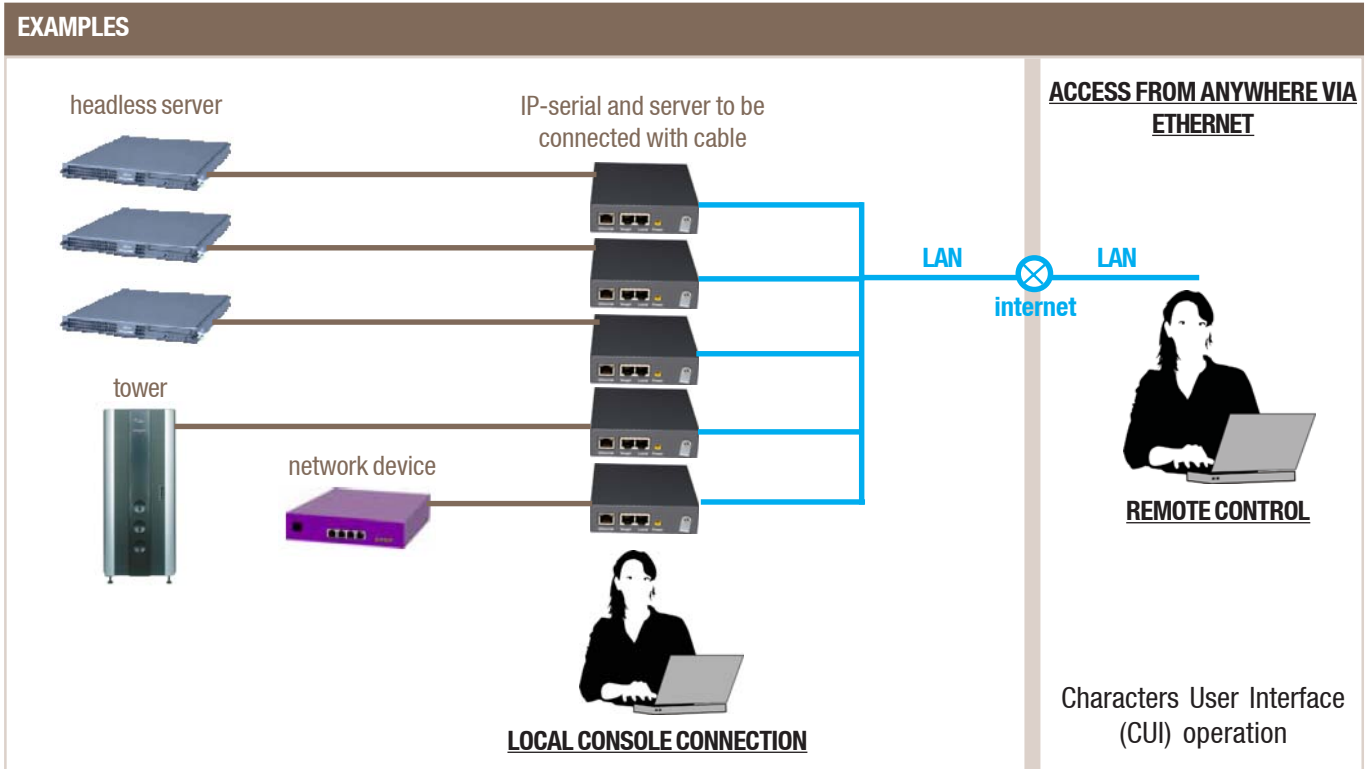 EXAMPLES
headless server
IP-serial and server to be
connected with cable
ACCESS FROM ANYWHERE VIA
ETHERNET
LAN
LAN
internet
tower
network device
REMOTE CONTROL
LOCAL CONSOLE CONNECTION
Characters User Interface
(CUI) operation